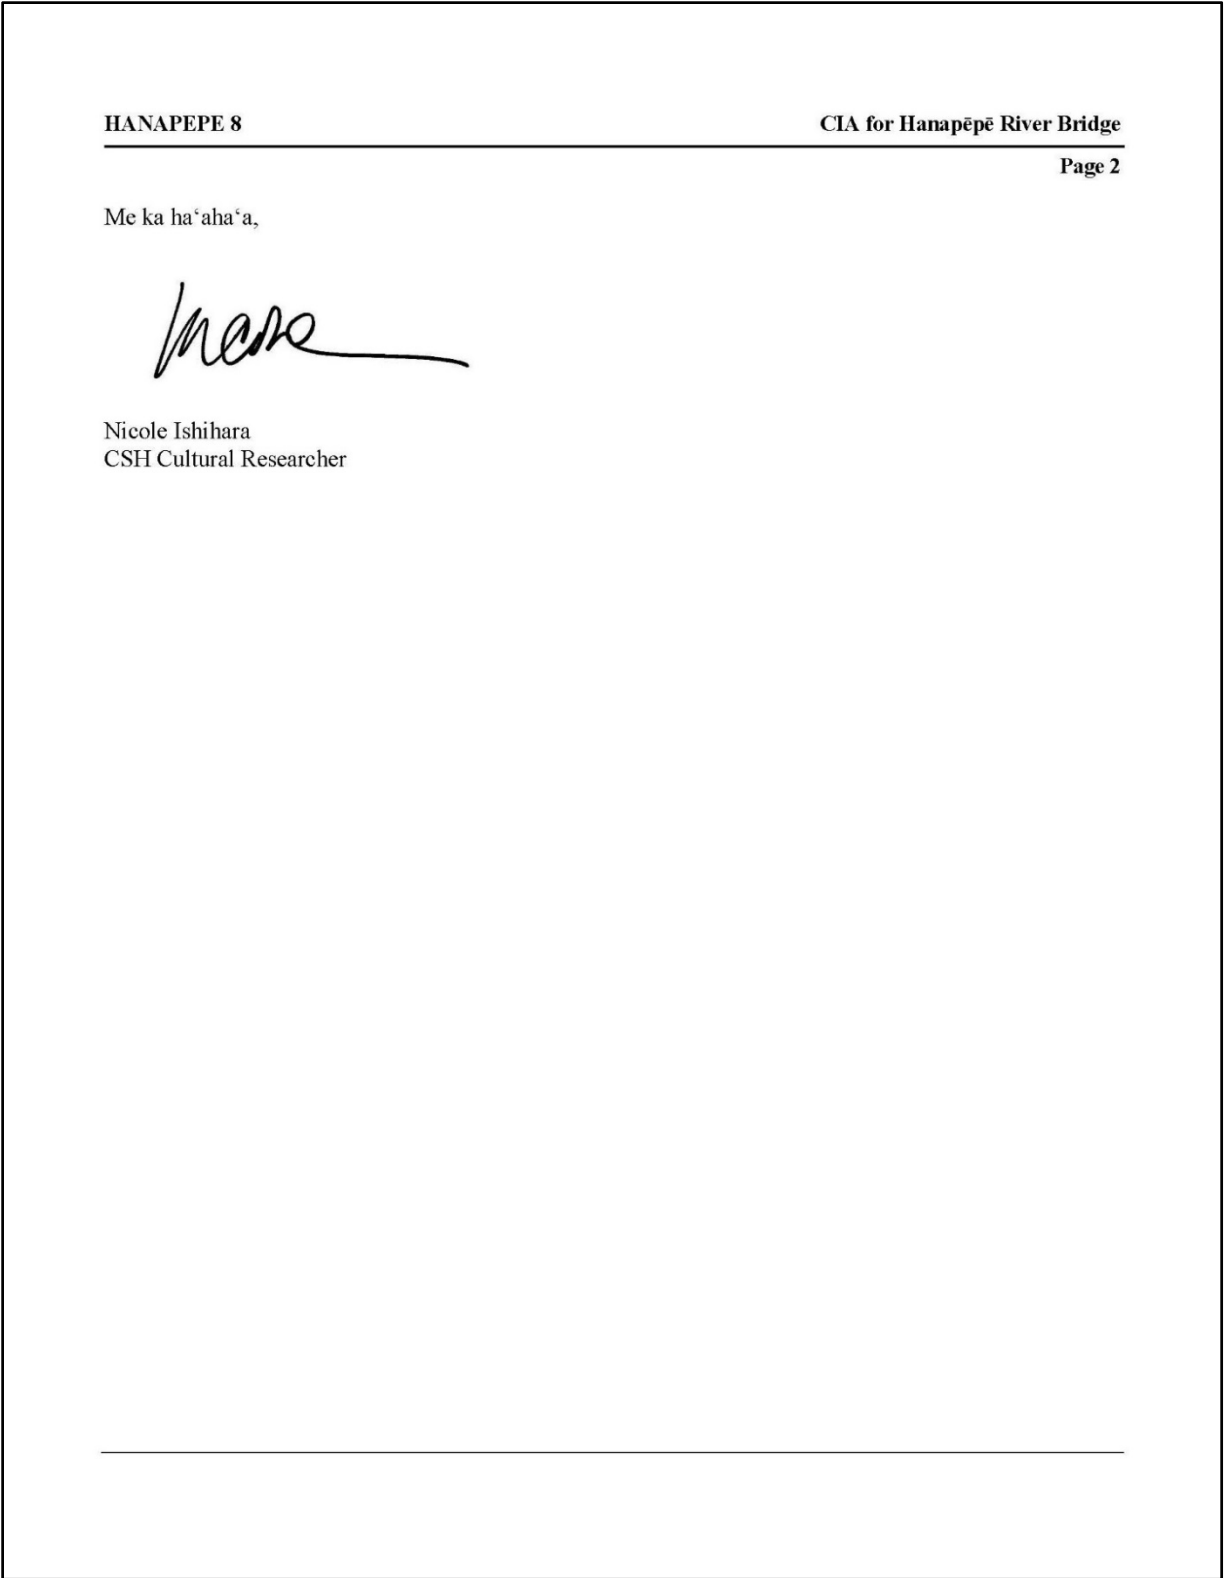 HANAPEPE 8 CIA for Hanapēpē River Bridge
Page 2
Me ka haʻahaʻa,
Nicole Ishihara
CSH Cultural Researcher